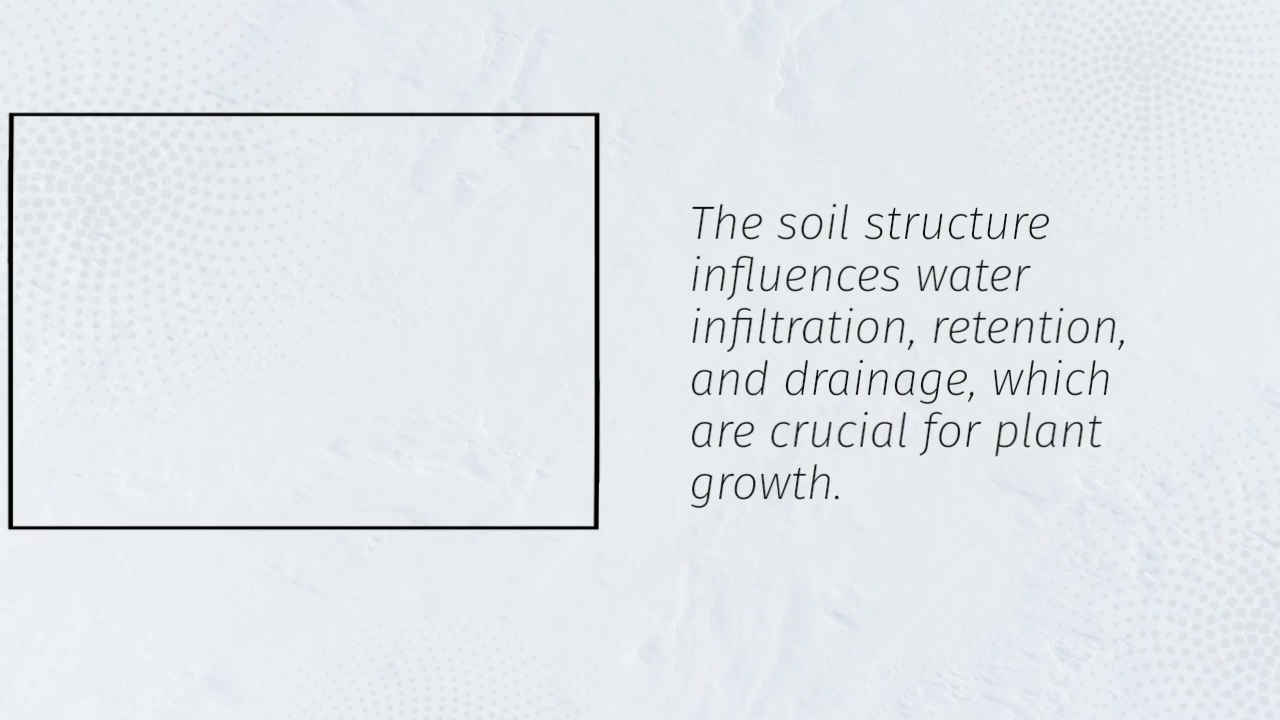 The soil structure
influences water
infiltration, retention,
and drainage, which
are crucial for plant
growth.